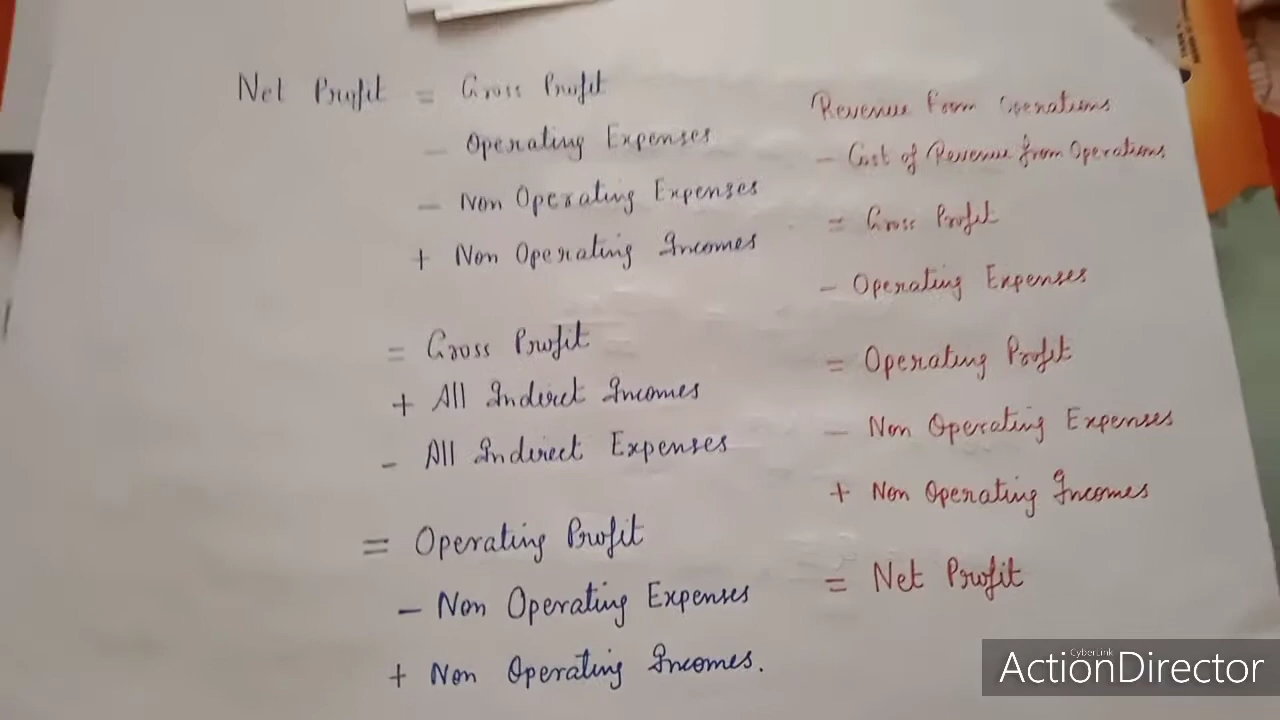 Net Profit = Gross Profit
- Operating Expenses
- Non Operating Expenses
+ Non Operating Incomes
= Gross Profit
+ All Indirect Incomes
- All Indirect Expenses
= Operating Profit
- Non Operating Expenses
+ Non Operating Incomes.
Revenue from Operations
- Cost of Revenue from Operations
= Gross Profit
- Operating Expenses
= Operating Profit
- Non Operating Expenses
+ Non Operating Incomes
= Net Profit
CyberLink
ActionDirector